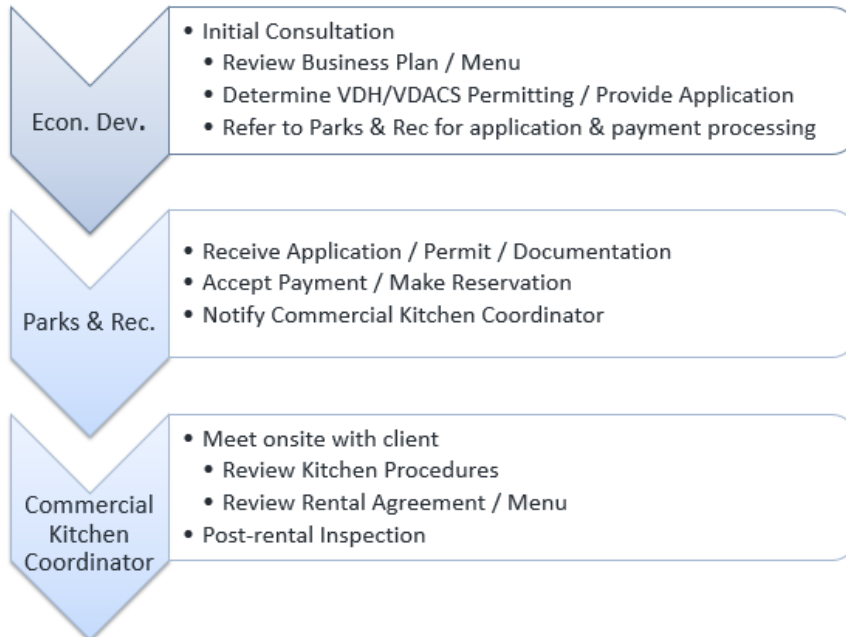 Econ. Dev.
• Initial Consultation
• Review Business Plan / Menu
• Determine VDH/VDACS Permitting / Provide Application
• Refer to Parks & Rec for application & payment processing
Parks & Rec.
• Receive Application / Permit / Documentation
• Accept Payment / Make Reservation
• Notify Commercial Kitchen Coordinator
Commercial
Kitchen
Coordinator
• Meet onsite with client
• Review Kitchen Procedures
• Review Rental Agreement / Menu
• Post-rental Inspection